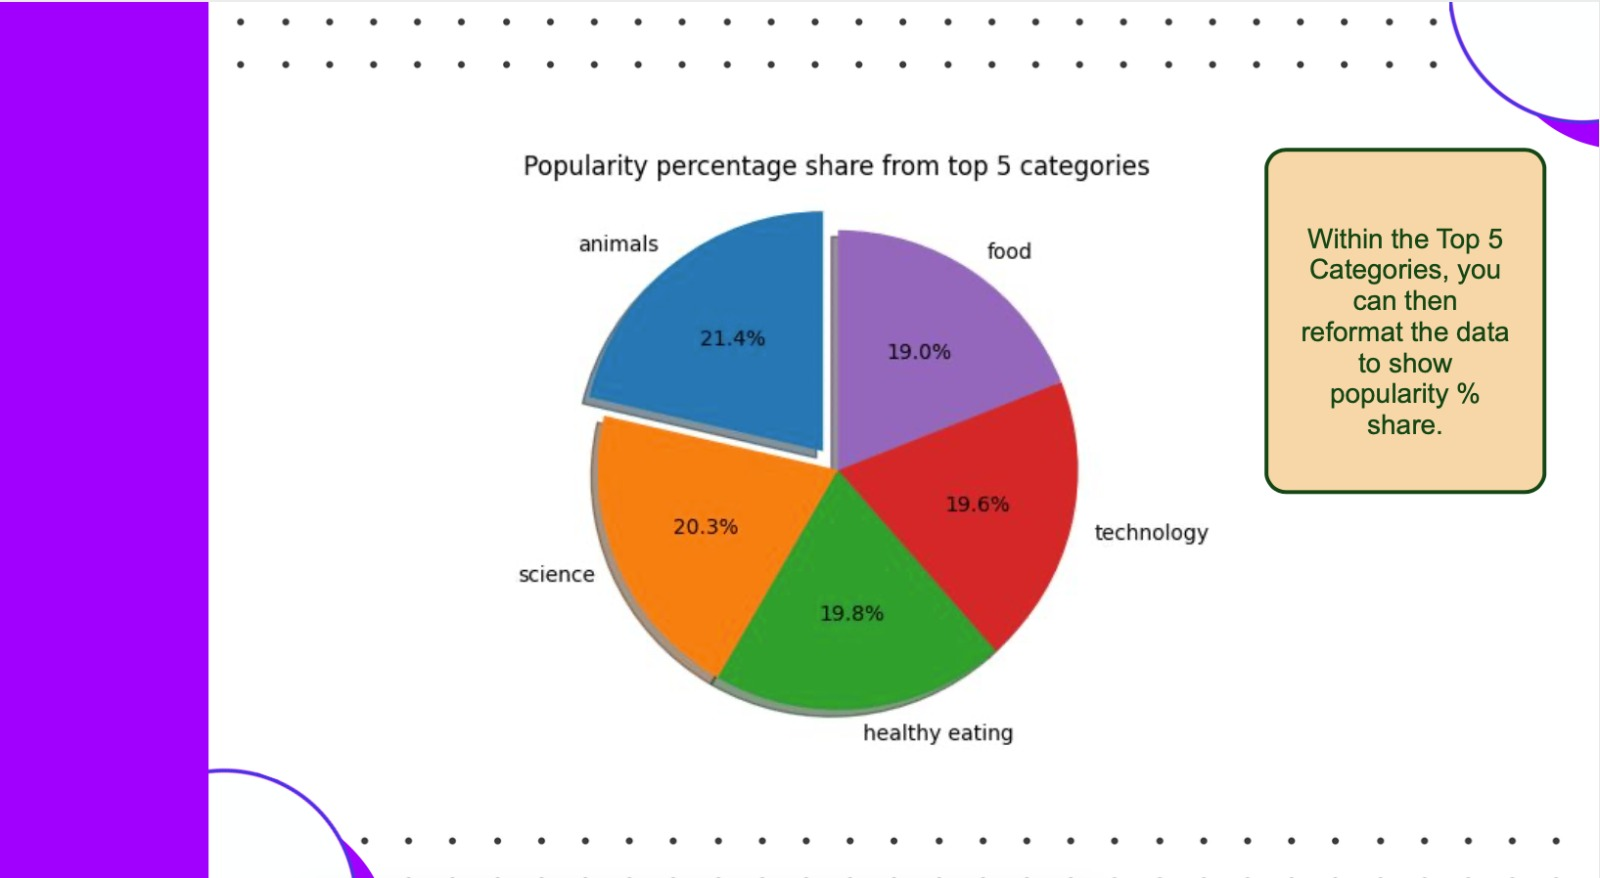 Popularity percentage share from top 5 categories
animals
food
21.4%
19.0%
19.6%
20.3%
technology
science
19.8%
healthy eating
Within the Top 5
Categories, you
can then
reformat the data
to show
popularity %
share.